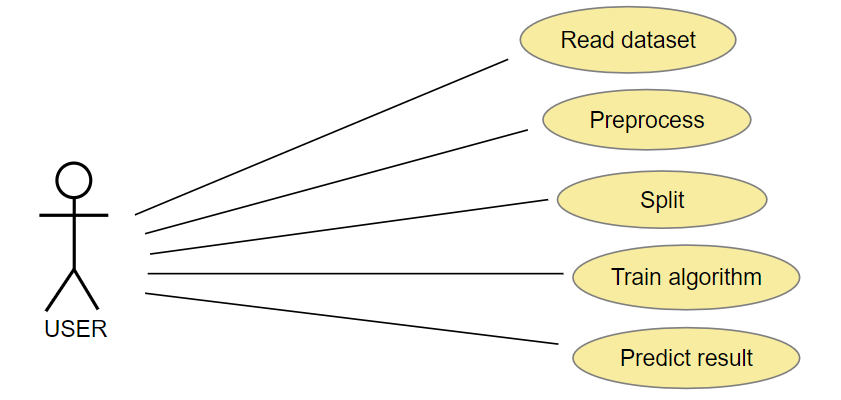 Read dataset
Preprocess
Split
Train algorithm
USER
Predict result